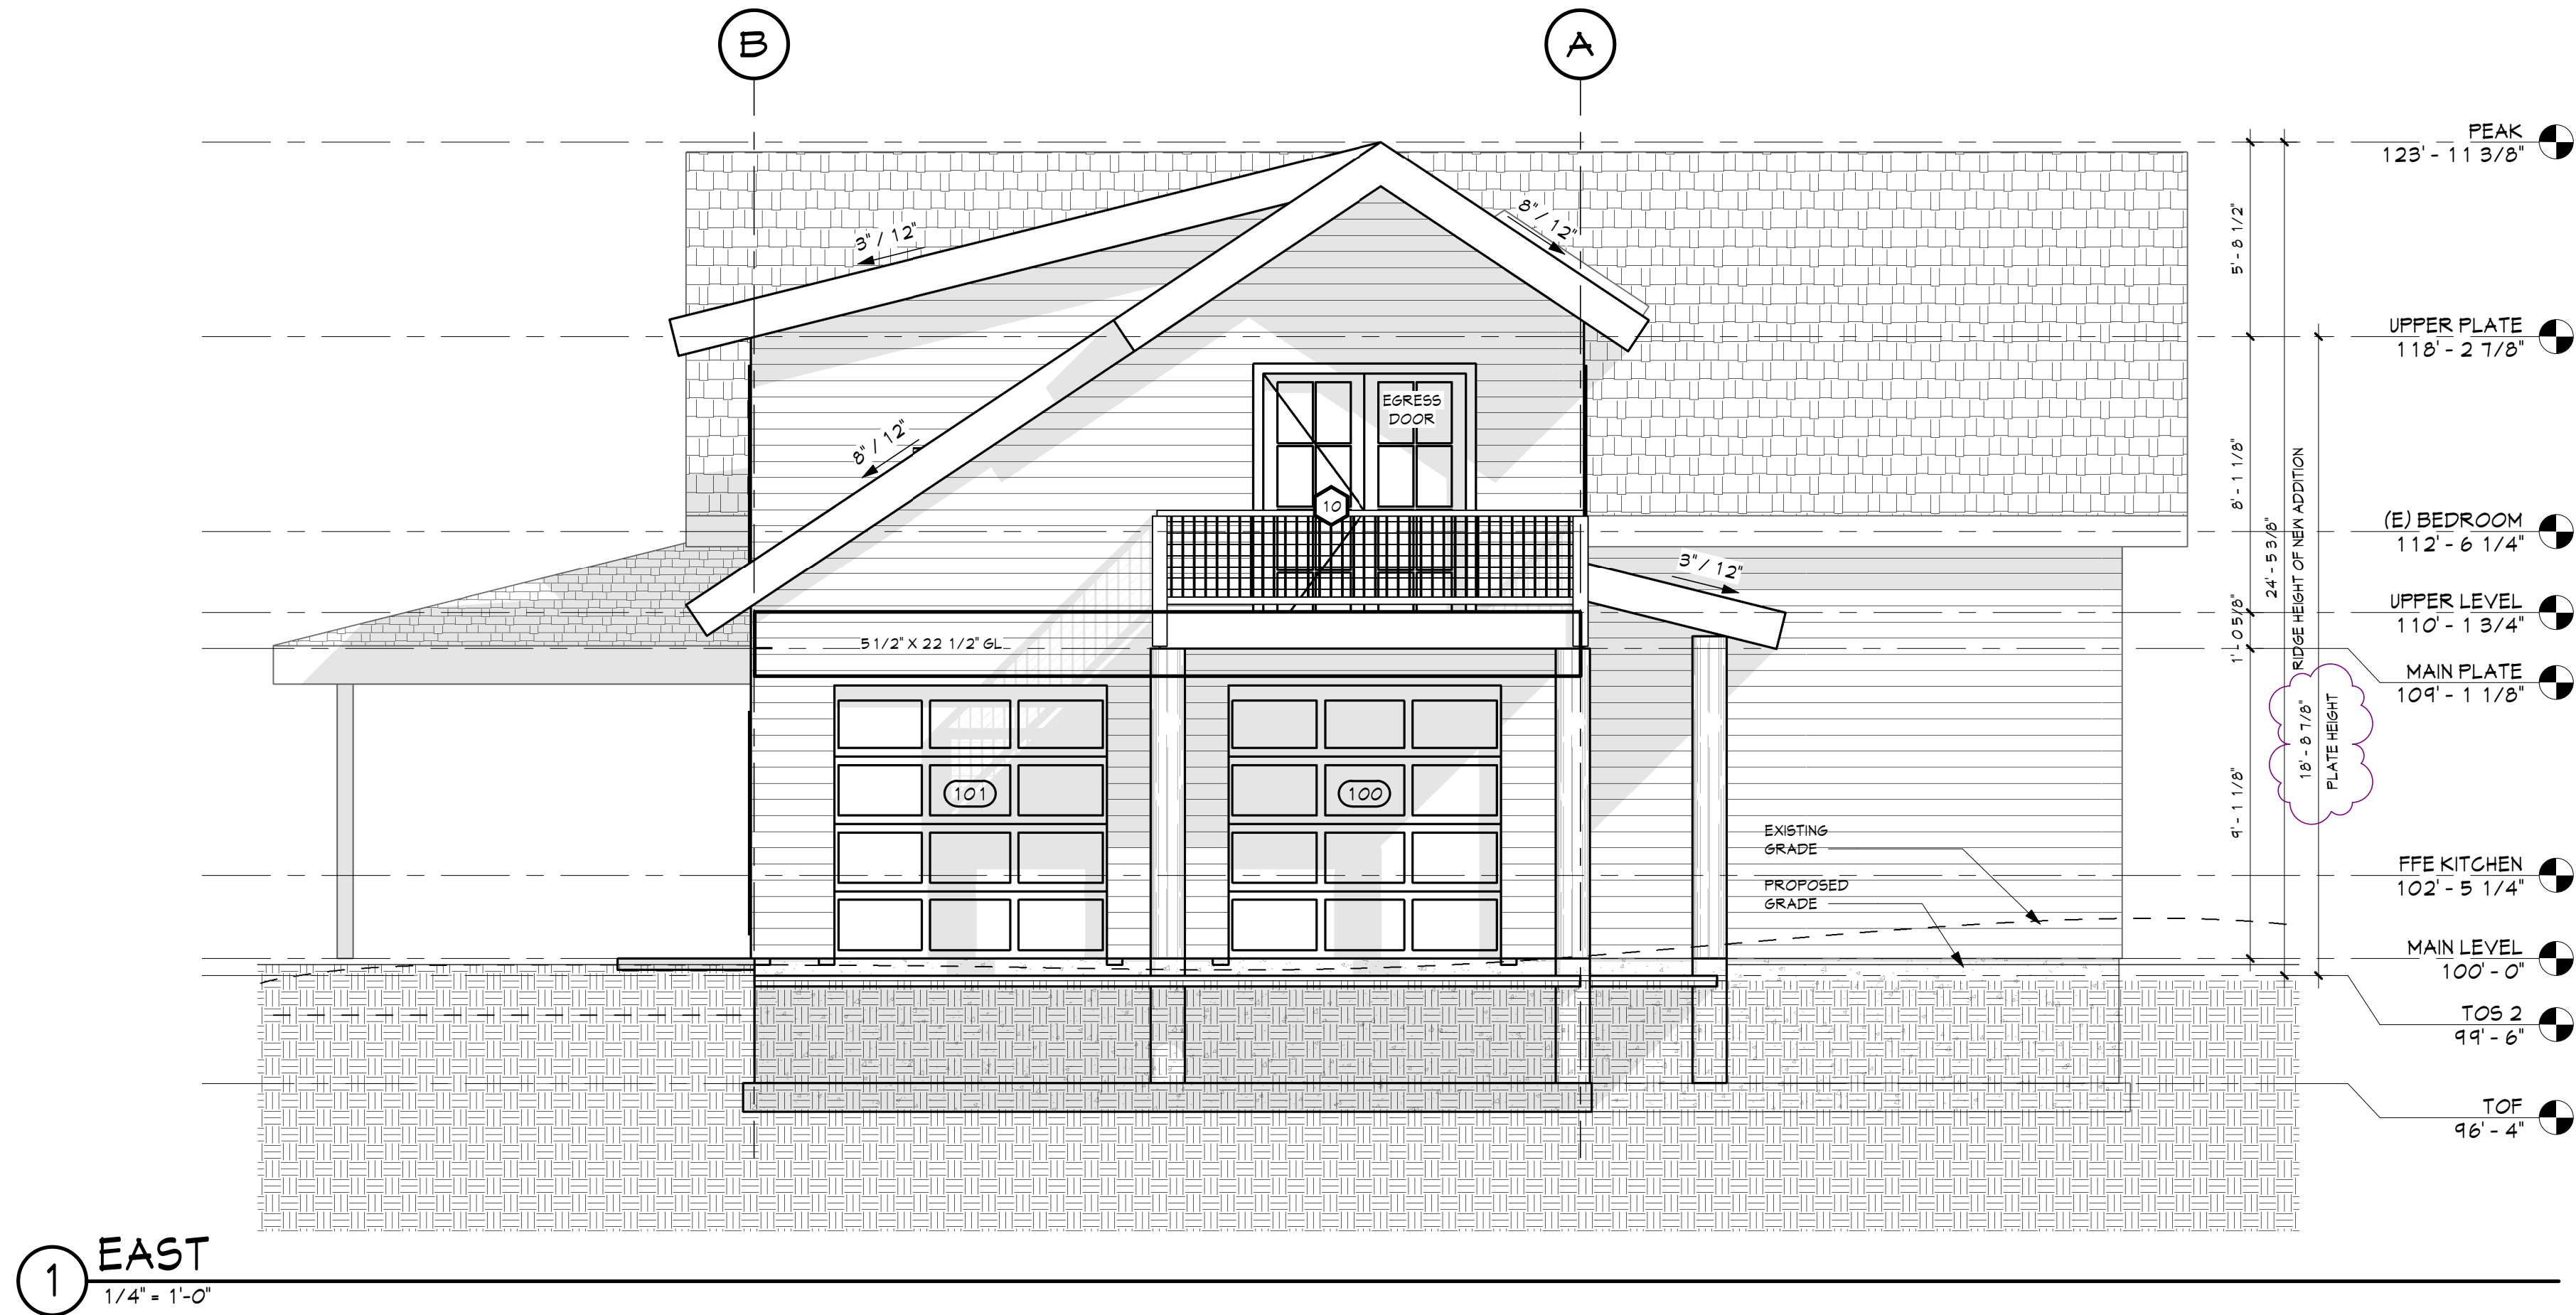 B
A
PEAK
123' - 11 3/8"
3" / 12"
8" / 12"
5' - 8 1/2"
UPPER PLATE
118' - 2 7/8"
EGRESS
DOOR
8" / 12"
8' - 1 1/8"
10
(E) BEDROOM
112' - 6 1/4"
3" / 12"
24' - 5 3/8"
RIDGE HEIGHT OF NEW ADDITION
UPPER LEVEL
110' - 1 3/4"
1' - 0 5/8"
5 1/2" X 22 1/2" GL
MAIN PLATE
109' - 1 1/8"
18' - 8 7/8"
PLATE HEIGHT
101
100
9' - 1 1/8"
EXISTING
GRADE
FFE KITCHEN
102' - 5 1/4"
PROPOSED
GRADE
MAIN LEVEL
100' - 0"
TOS 2
99' - 6"
TOF
96' - 4"
1
EAST
1/4" = 1'-0"